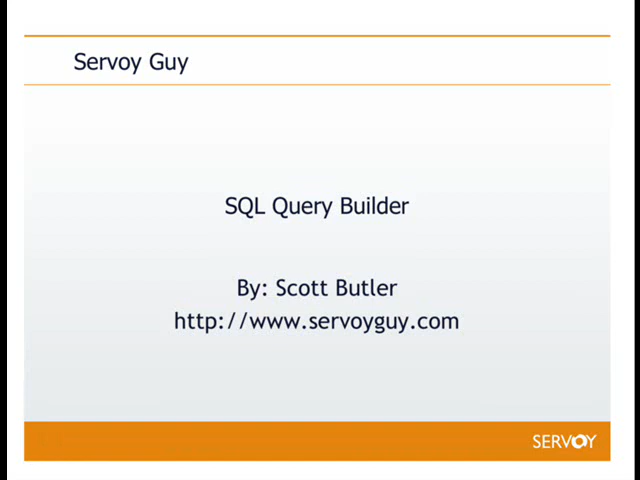 Servoy Guy
SQL Query Builder
By: Scott Butler
http://www.servoyguy.com
SERVOY